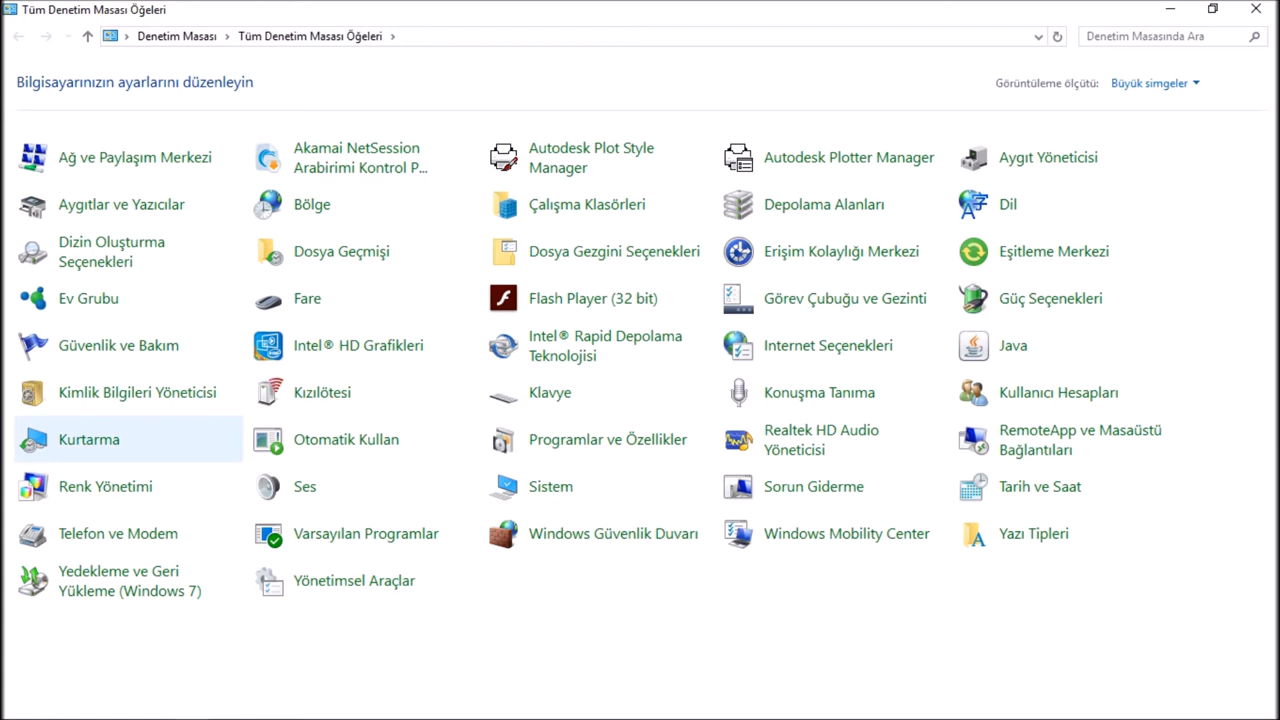 Tüm Denetim Masası Öğeleri
Denetim Masası
Tüm Denetim Masası Öğeleri
Denetim Masasında Ara
Bilgisayarınızın ayarlarını düzenleyin
Görüntüleme ölçütü:
Büyük simgeler
Ağ ve Paylaşım Merkezi
Akamai NetSession
Arabirimi Kontrol P...
Autodesk Plot Style
Manager
Autodesk Plotter Manager
Aygıt Yöneticisi
Aygıtlar ve Yazıcılar
Bölge
Çalışma Klasörleri
Depolama Alanları
Dil
Dizin Oluşturma
Seçenekleri
Dosya Geçmişi
Dosya Gezgini Seçenekleri
Erişim Kolaylığı Merkezi
Eşitleme Merkezi
Ev Grubu
Fare
Flash Player (32 bit)
Görev Çubuğu ve Gezinti
Güç Seçenekleri
Güvenlik ve Bakım
Intel® HD Grafikleri
Intel® Rapid Depolama
Teknolojisi
Internet Seçenekleri
Java
Kimlik Bilgileri Yöneticisi
Kızılötesi
Klavye
Konuşma Tanıma
Kullanıcı Hesapları
Kurtarma
Otomatik Kullan
Programlar ve Özellikler
Realtek HD Audio
Yöneticisi
RemoteApp ve Masaüstü
Bağlantıları
Renk Yönetimi
Ses
Sistem
Sorun Giderme
Tarih ve Saat
Telefon ve Modem
Varsayılan Programlar
Windows Güvenlik Duvarı
Windows Mobility Center
Yazı Tipleri
Yedekleme ve Geri
Yükleme (Windows 7)
Yönetimsel Araçlar